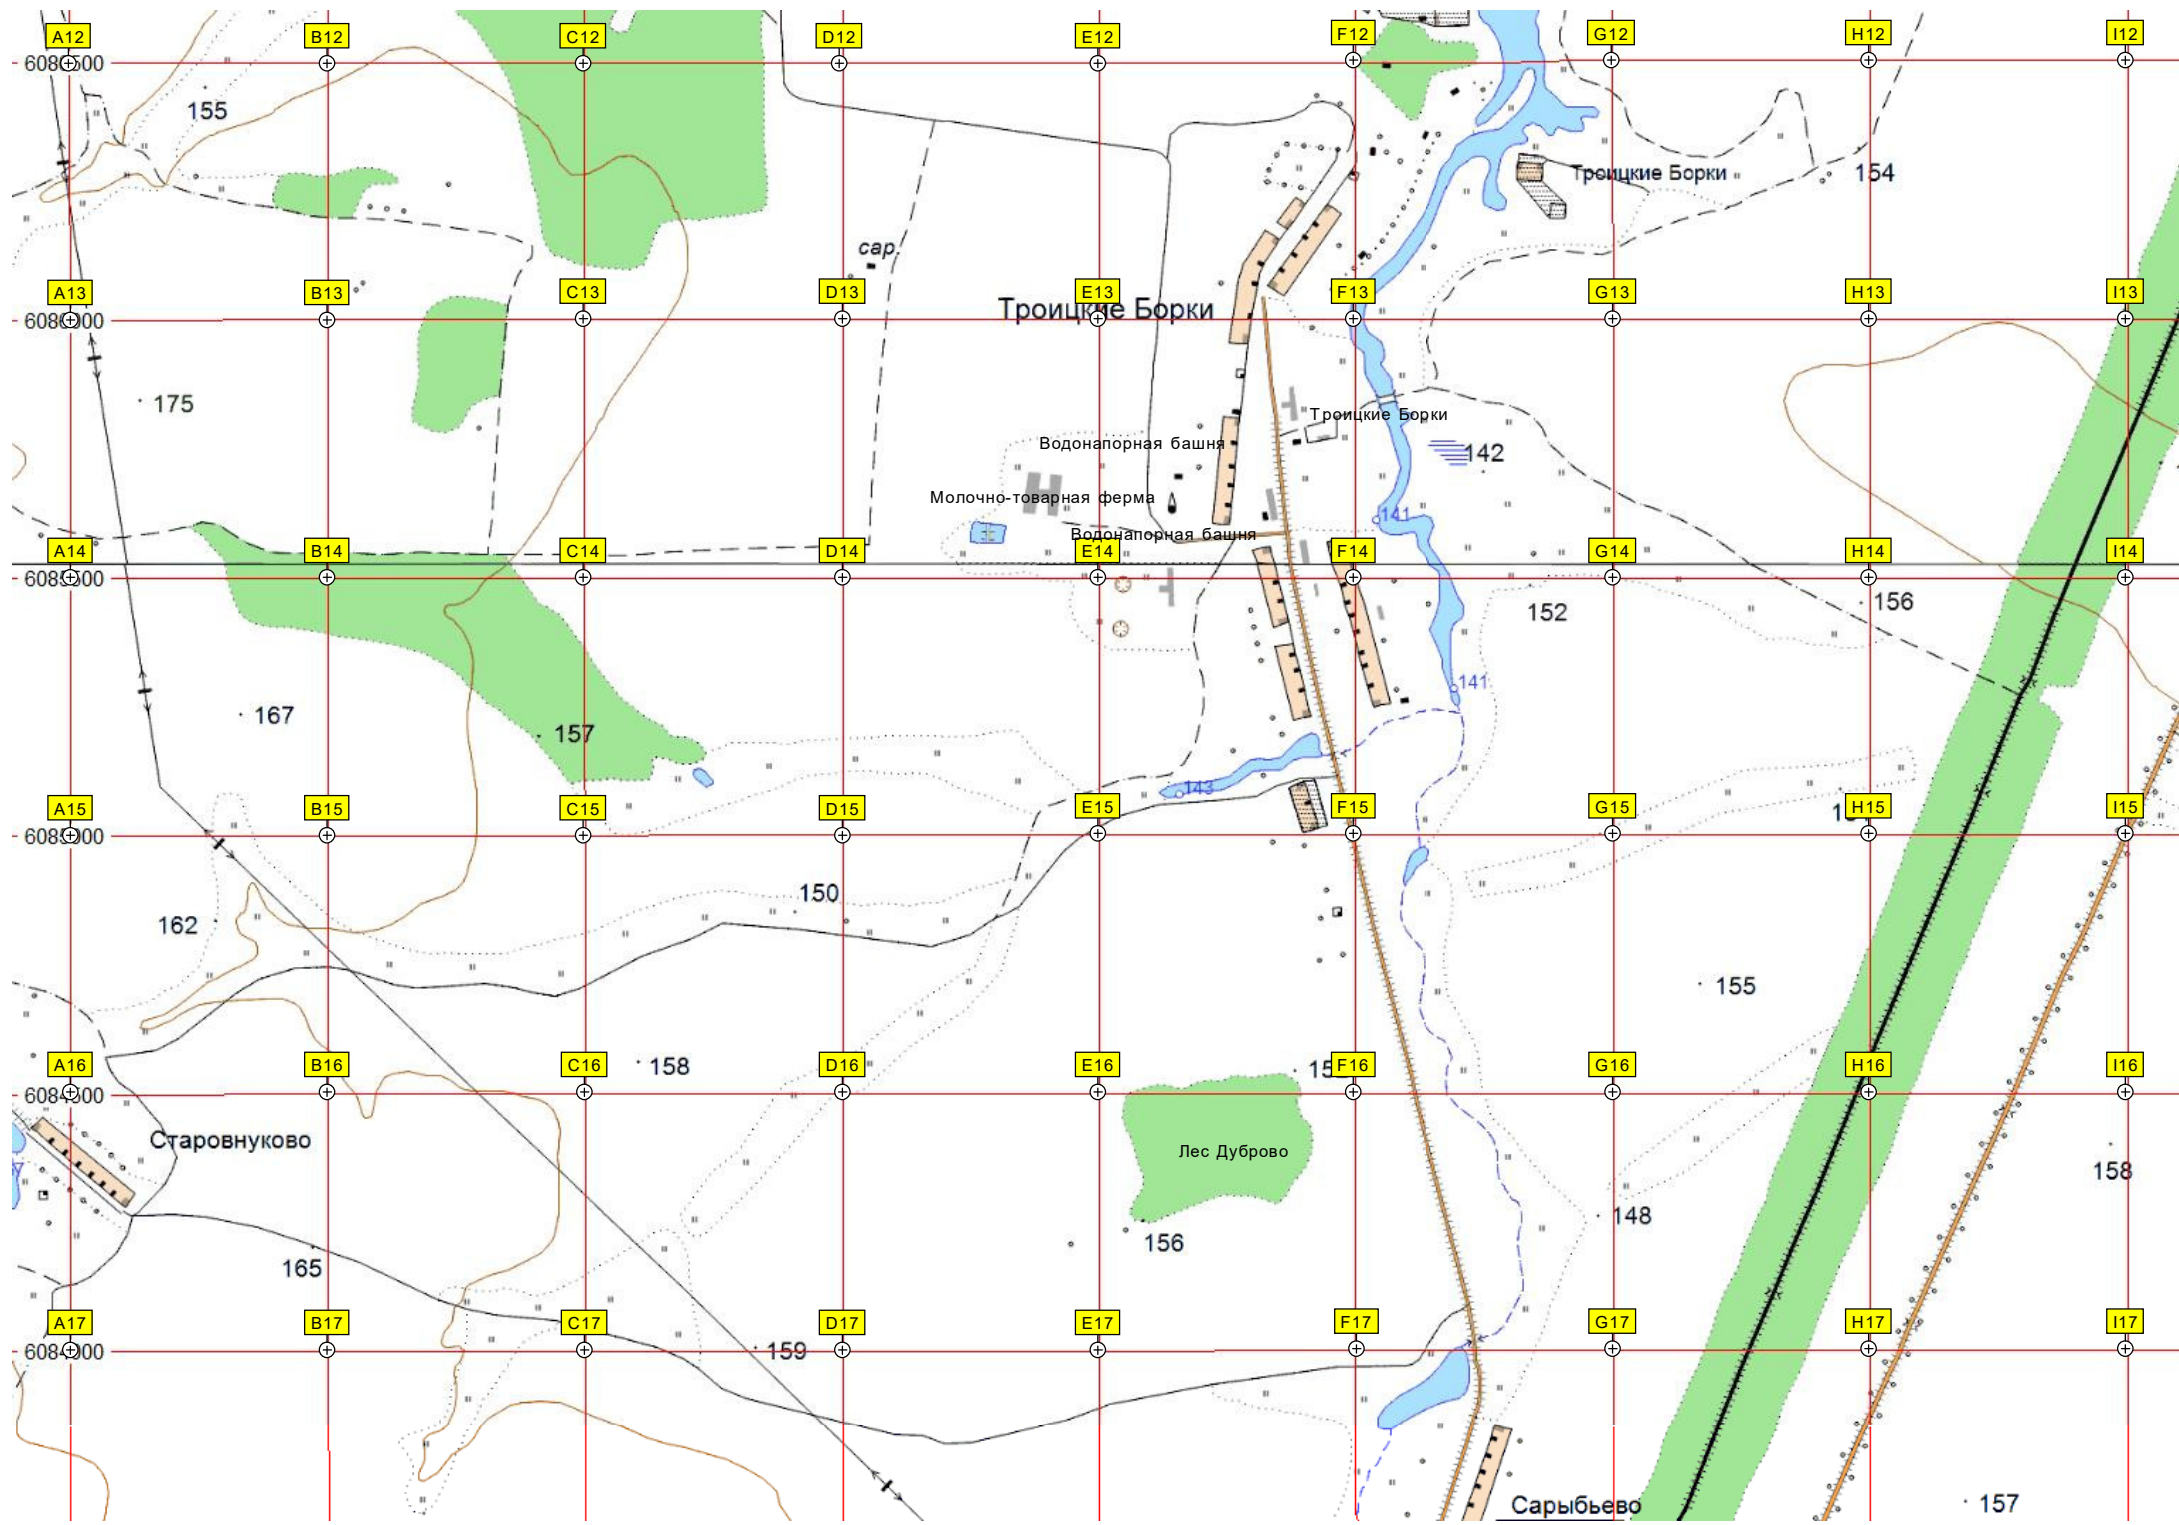 A12 B12 C12 D12 E12 F12 G12 H12 I12
155
Троицкие Борки
154
сар.
A13 B13 C13 D13 E13 F13 G13 H13 I13
Троицкие Борки
175
Троицкие Борки
Водонапорная башня
142
Молочно-товарная ферма
141
Водонапорная башня
A14 B14 C14 D14 E14 F14 G14 H14 I14
156
152
141
167
157
143
A15 B15 C15 D15 E15 F15 G15 H15 I15
150
162
155
A16 B16 C16 D16 E16 F16 G16 H16 I16
158
Старовнуково
Лес Дуброво
158
148
156
165
A17 B17 C17 D17 E17 F17 G17 H17 I17
159
Сарыбьево
157